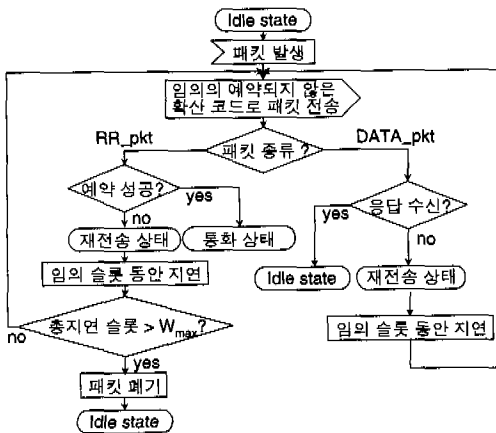 Idle state
패킷 발생
임의의 예약되지 않은
확산 코드로 패킷 전송
RR_pkt
패킷 종류?
DATA_pkt
예약 성공?
yes
no
응답 수신?
yes
no
재전송 상태
통화 상태
Idle state
재전송 상태
임의 슬롯 동안 지연
임의 슬롯 동안 지연
총지연 슬롯 > Wmax?
no
yes
패킷 폐기
Idle state